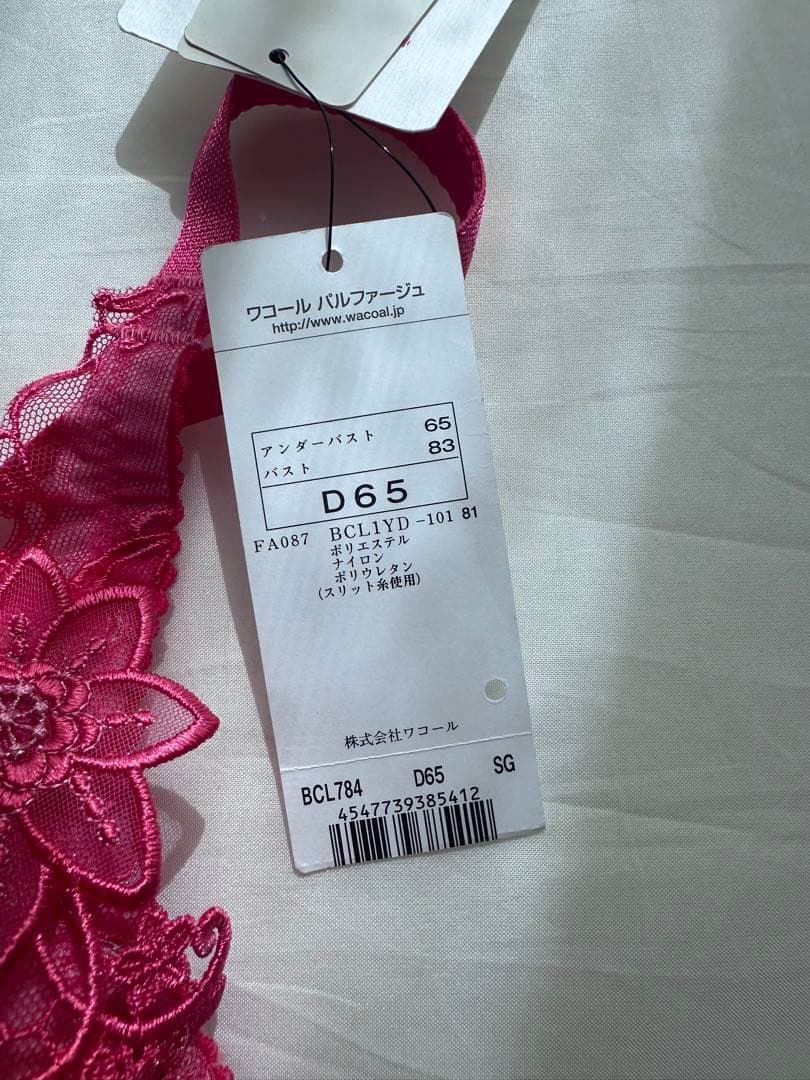 ワコール パルファージュ
http://www.wacoal.jp
アンダーバスト 65
バスト 83
D65
FA087 BCL1YD-101 81
ポリエステル
ナイロン
ポリウレタン
(スリット糸使用)
株式会社ワコール
BCL784 D65 SG
4547739385412